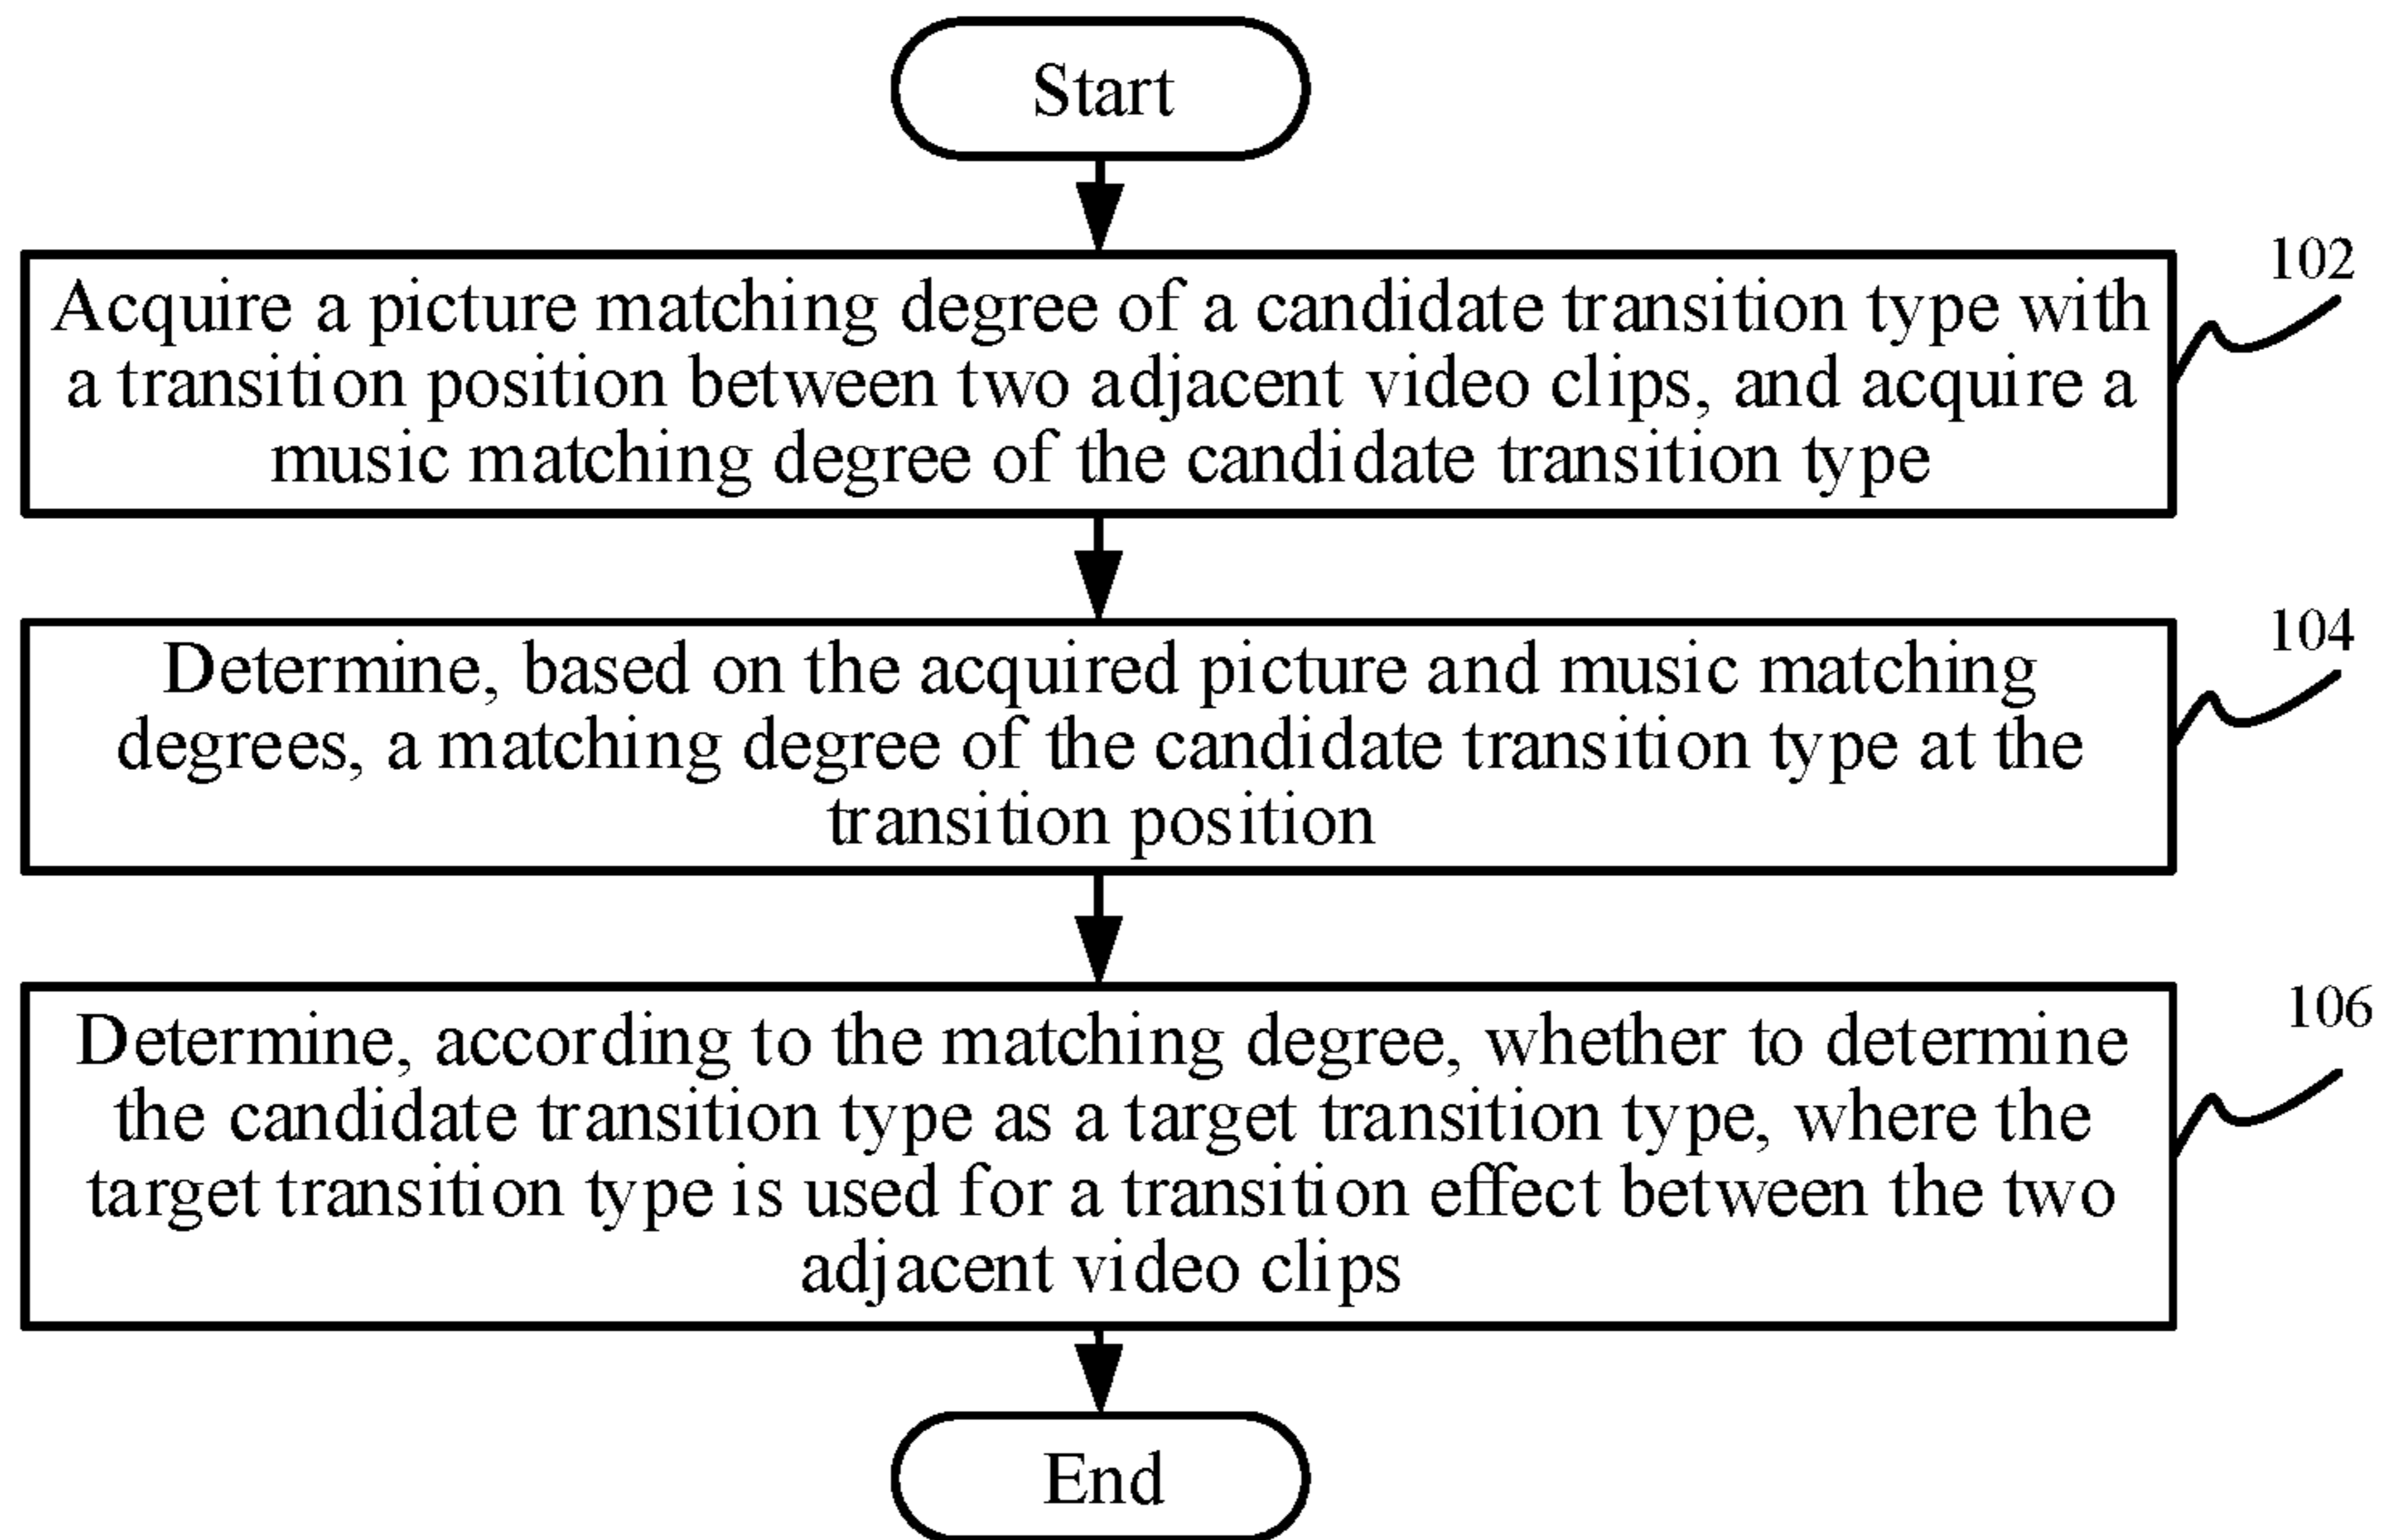 Start
102
Acquire a picture matching degree of a candidate transition type with
a transition position between two adjacent video clips, and acquire a
music matching degree of the candidate transition type
104
Determine, based on the acquired picture and music matching
degrees, a matching degree of the candidate transition type at the
transition position
106
Determine, according to the matching degree, whether to determine
the candidate transition type as a target transition type, where the
target transition type is used for a transition effect between the two
adjacent video clips
End